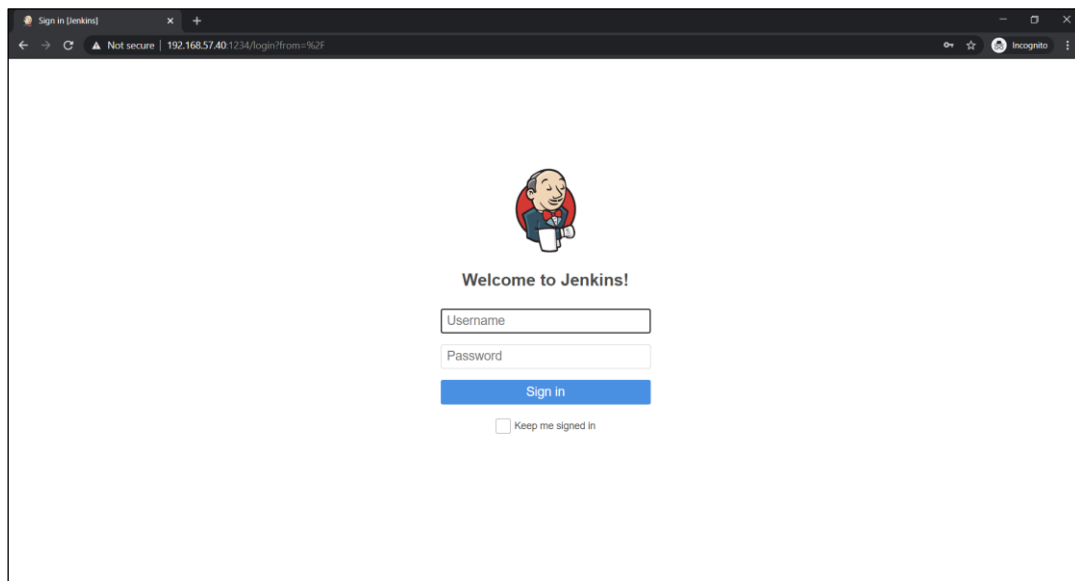 Sign in [Jenkins]
Not secure | 192.168.57.40:1234/login?from=%2F
Incognito
Welcome to Jenkins!
Username
Password
Sign in
Keep me signed in